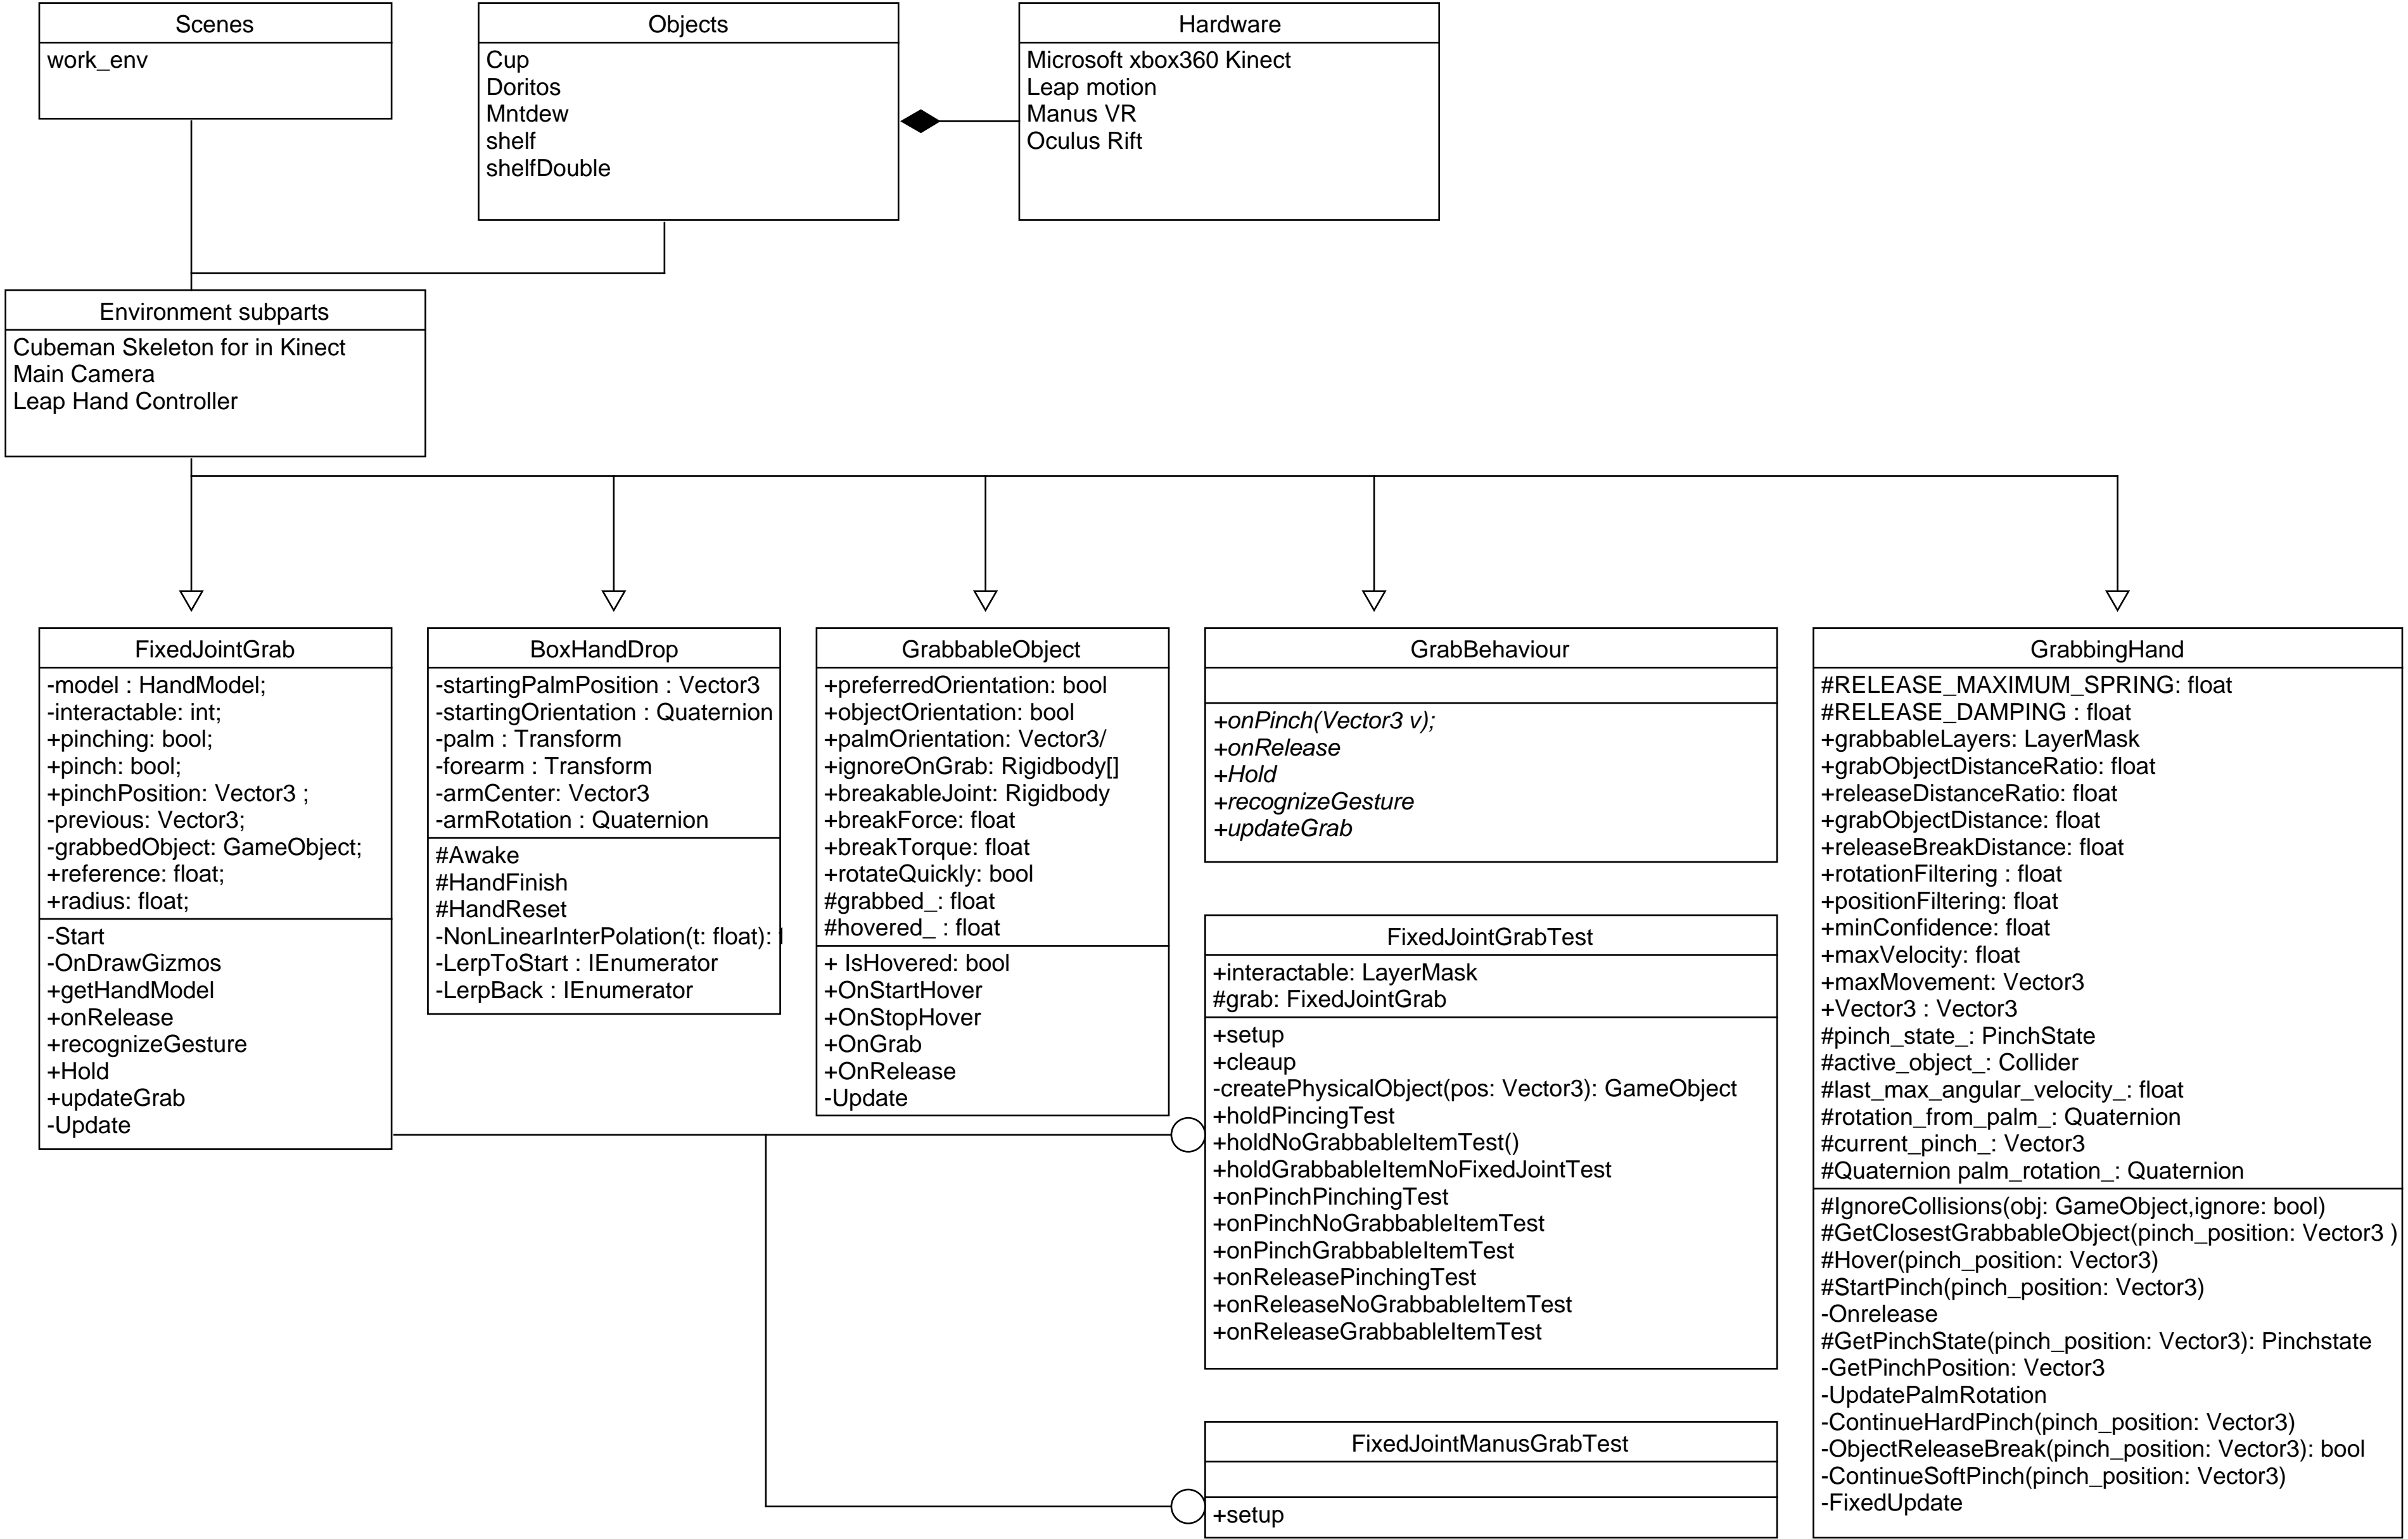 Scenes
work_env
Objects
Cup
Doritos
Mntdew
shelf
shelfDouble
Hardware
Microsoft xbox360 Kinect
Leap motion
Manus VR
Oculus Rift
Environment subparts
Cubeman Skeleton for in Kinect
Main Camera
Leap Hand Controller
FixedJointGrab
-model : HandModel;
-interactable: int;
+pinching: bool;
+pinch: bool;
+pinchPosition: Vector3 ;
-previous: Vector3;
-grabbedObject: GameObject;
+reference: float;
+radius: float;
-Start
-OnDrawGizmos
+getHandModel
+onRelease
+recognizeGesture
+Hold
+updateGrab
-Update
BoxHandDrop
-startingPalmPosition : Vector3
-startingOrientation : Quaternion
-palm : Transform
-forearm : Transform
-armCenter: Vector3
-armRotation : Quaternion
#Awake
#HandFinish
#HandReset
-NonLinearInterPolation(t: float):
-LerpToStart : IEnumerator
-LerpBack : IEnumerator
GrabbableObject
+preferredOrientation: bool
+objectOrientation: bool
+palmOrientation: Vector3/
+ignoreOnGrab: Rigidbody[]
+breakableJoint: Rigidbody
+breakForce: float
+breakTorque: float
+rotateQuickly: bool
#grabbed_: float
#hovered_ : float
+ IsHovered: bool
+OnStartHover
+OnStopHover
+OnGrab
+OnRelease
-Update
GrabBehaviour
+onPinch(Vector3 v);
+onRelease
+Hold
+recognizeGesture
+updateGrab
FixedJointGrabTest
+interactable: LayerMask
#grab: FixedJointGrab
+setup
+cleaup
-createPhysicalObject(pos: Vector3): GameObject
+holdPincingTest
+holdNoGrabbableItemTest()
+holdGrabbableItemNoFixedJointTest
+onPinchPinchingTest
+onPinchNoGrabbableItemTest
+onPinchGrabbableItemTest
+onReleasePinchingTest
+onReleaseNoGrabbableItemTest
+onReleaseGrabbableItemTest
FixedJointManusGrabTest
+setup
GrabbingHand
#RELEASE_MAXIMUM_SPRING: float
#RELEASE_DAMPING : float
+grabbableLayers: LayerMask
+grabObjectDistanceRatio: float
+releaseDistanceRatio: float
+grabObjectDistance: float
+releaseBreakDistance: float
+rotationFiltering : float
+positionFiltering: float
+minConfidence: float
+maxVelocity: float
+maxMovement: Vector3
+Vector3 : Vector3
#pinch_state_: PinchState
#active_object_: Collider
#last_max_angular_velocity_: float
#rotation_from_palm_: Quaternion
#current_pinch_: Vector3
#Quaternion palm_rotation_: Quaternion
#IgnoreCollisions(obj: GameObject,ignore: bool)
#GetClosestGrabbableObject(pinch_position: Vector3 )
#Hover(pinch_position: Vector3)
#StartPinch(pinch_position: Vector3)
-Onrelease
#GetPinchState(pinch_position: Vector3): Pinchstate
-GetPinchPosition: Vector3
-UpdatePalmRotation
-ContinueHardPinch(pinch_position: Vector3)
-ObjectReleaseBreak(pinch_position: Vector3): bool
-ContinueSoftPinch(pinch_position: Vector3)
-FixedUpdate